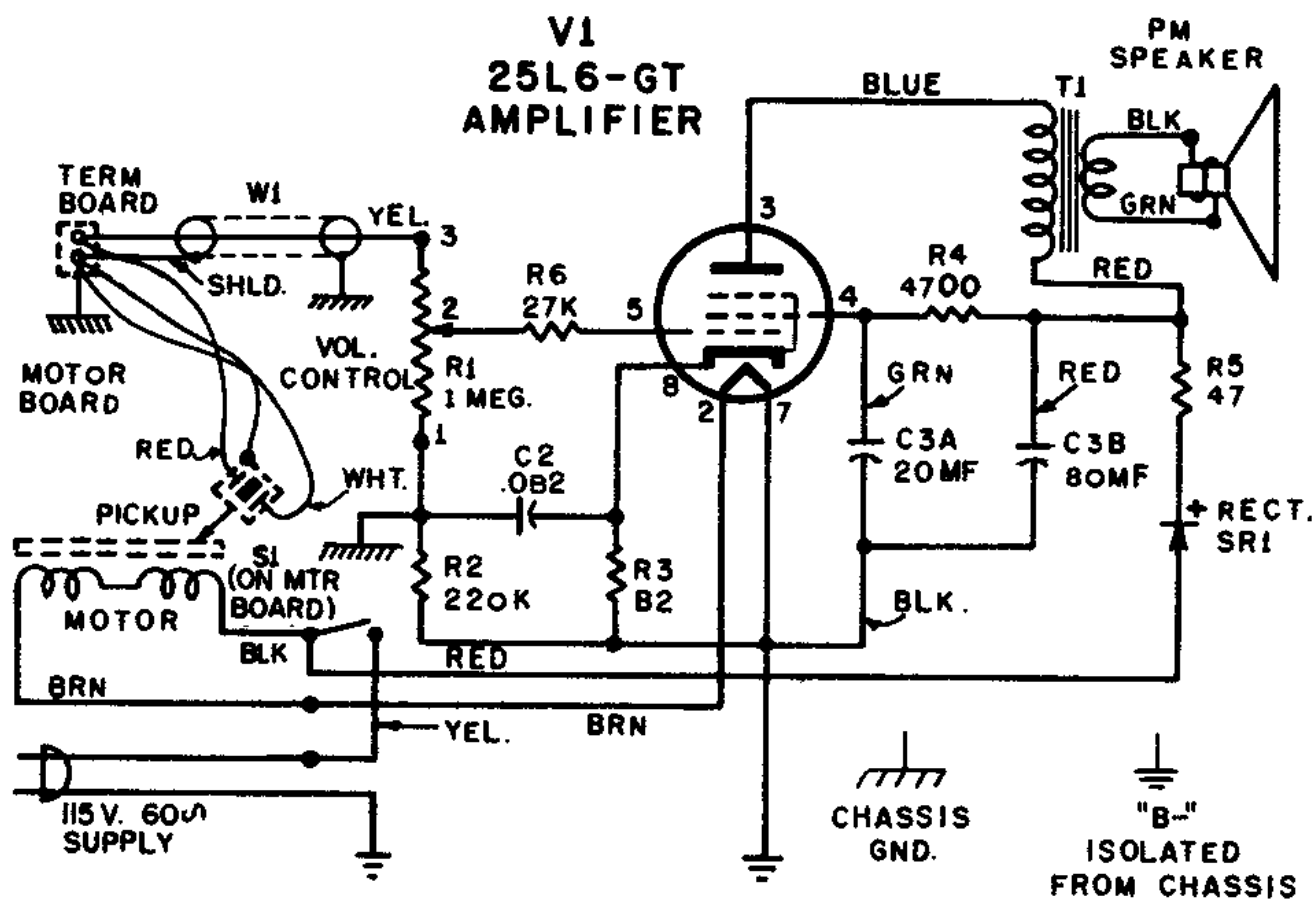 V1
25L6-GT
AMPLIFIER
PM
SPEAKER
BLUE
T1
BLK
GRN
TERM
BOARD
W1
YEL.
3
3
SHLD.
R6
27K
2
5
4
R4
4700
RED
MOTOR
BOARD
VOL.
CONTROL
R1
1 MEG.
8
2
7
GRN
RED
R5
47
1
RED
C2
.082
C3A
20MF
C3B
80MF
WHT.
PICKUP
+ RECT.
SR1
S1
(ON MTR
BOARD)
R2
220K
R3
82
MOTOR
BLK.
BLK
RED
BRN
BRN
YEL.
115V. 60∿
SUPPLY
CHASSIS
GND.
"B-"
ISOLATED
FROM CHASSIS